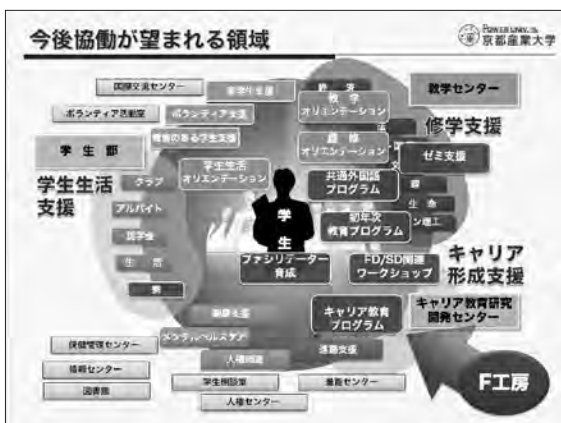 今後協働が望まれる領域
京都産業大学
国際交流センター
留学生支援
教学センター
ボランティア活動室
ボランティア支援
教学
オリエンテーション
修学支援
障害のある学生支援
履修
オリエンテーション
ゼミ支援
学生部
学生生活
オリエンテーション
学生生活
支援
クラブ
共通外国語
プログラム
アルバイト
学生
初年次
教育プログラム
生命
奨学金
生活
寮
ファシリテーター
育成
FD/SD関連
ワークショップ
キャリア
形成支援
健康支援
キャリア教育
プログラム
キャリア教育研究
開発センター
保健管理センター
メンタルヘルスケア
人権問題
進路支援
情報センター
学生相談室
進路センター
F工房
図書館
人権センター